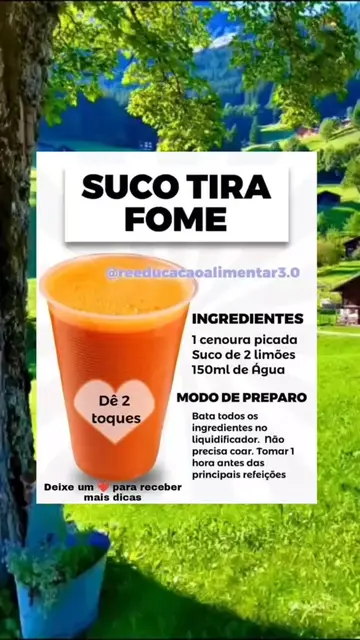 SUCO TIRA
FOME
@reeducacaoalimentar3.0
INGREDIENTES
1 cenoura picada
Suco de 2 limões
150ml de Água
MODO DE PREPARO
Bata todos os
ingredientes no
liquidificador. Não
precisa coar. Tomar 1
hora antes das
principais refeições
Dê 2
toques
Deixe um ❤️ para receber
mais dicas